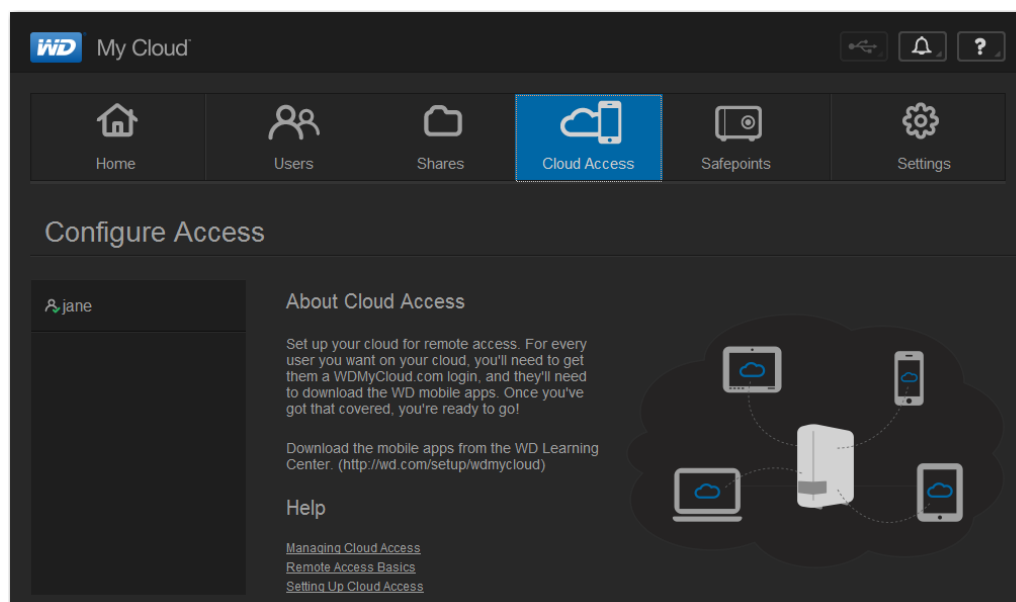 WD My Cloud
?
Home Users Shares Cloud Access Safepoints Settings
Configure Access
jane
About Cloud Access
Set up your cloud for remote access. For every
user you want on your cloud, you'll need to get
them a WDMyCloud.com login, and they'll need
to download the WD mobile apps. Once you've
got that covered, you're ready to go!
Download the mobile apps from the WD Learning
Center. (http://wd.com/setup/wdmycloud)
Help
Managing Cloud Access
Remote Access Basics
Setting Up Cloud Access